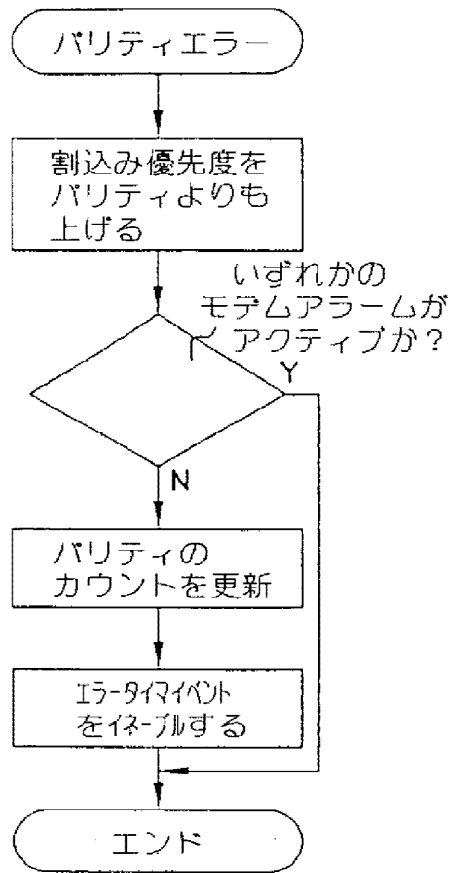 パリティエラー
割込み優先度を
パリティよりも
上げる
いずれかの
モデムアラームが
アクティブか？
Y
N
パリティの
カウントを更新
エラータイマイベント
をイネーブルする
エンド